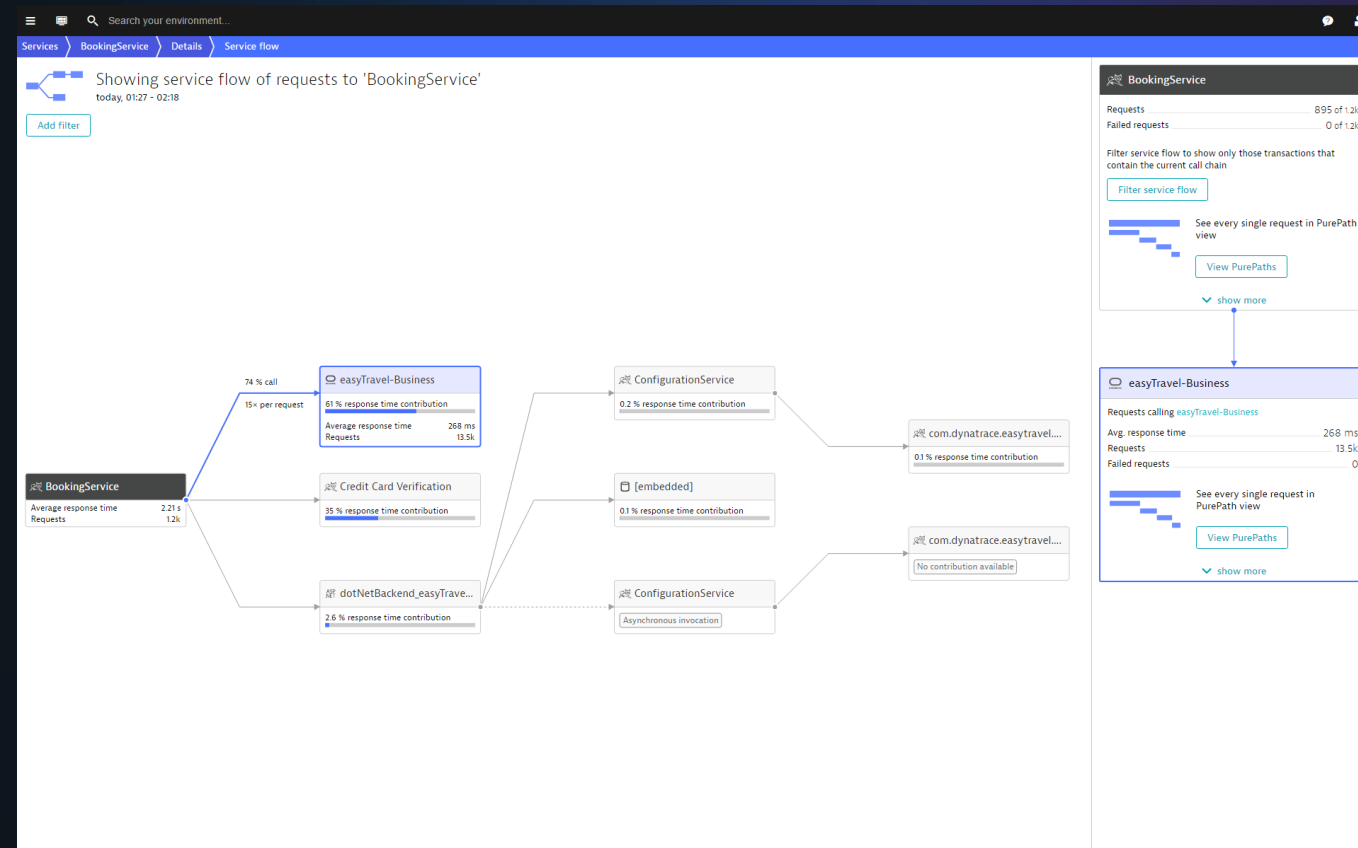 Search your environment...
Services
BookingService
Details
Service flow
Showing service flow of requests to 'BookingService'
today, 01:27 - 02:18
Add filter
74 % call
15× per request
easyTravel-Business
61 % response time contribution
Average response time 268 ms
Requests 13.5k
BookingService
Average response time 2.21 s
Requests 1.2k
Credit Card Verification
35 % response time contribution
dotNetBackend_easyTrave...
2.6 % response time contribution
ConfigurationService
0.2 % response time contribution
[embedded]
0.1 % response time contribution
ConfigurationService
Asynchronous invocation
com.dynatrace.easytravel....
0.1 % response time contribution
com.dynatrace.easytravel....
No contribution available
BookingService
Requests 895 of 1.2k
Failed requests 0 of 1.2k
Filter service flow to show only those transactions that
contain the current call chain
Filter service flow
See every single request in PurePath
view
View PurePaths
show more
easyTravel-Business
Requests calling easyTravel-Business
Avg. response time 268 ms
Requests 13.5k
Failed requests 0
See every single request in
PurePath view
View PurePaths
show more